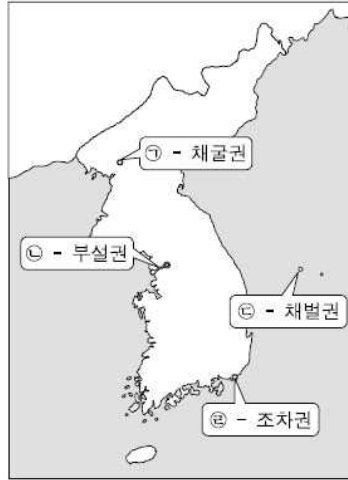 ㉠ - 채굴권
㉡ - 부설권
㉢ - 채벌권
㉣ - 조차권